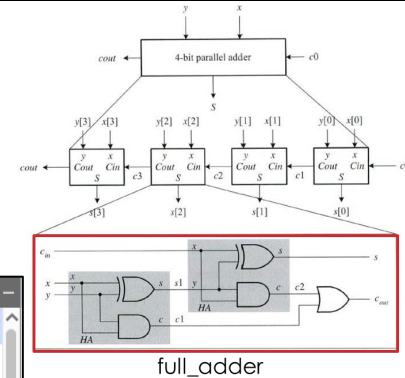 y x
cout 4-bit parallel adder c0
S
y[3] x[3] y[2] x[2] y[1] x[1] y[0] x[0]
y x y x y x y x
cout Cout Cin c3 Cout Cin c2 Cout Cin c1 Cout Cin c
S S S S
s[3] s[2] s[1] s[0]
cin x s s
y
x x s s1 c c2
y y HA cout
c c1
HA
full_adder